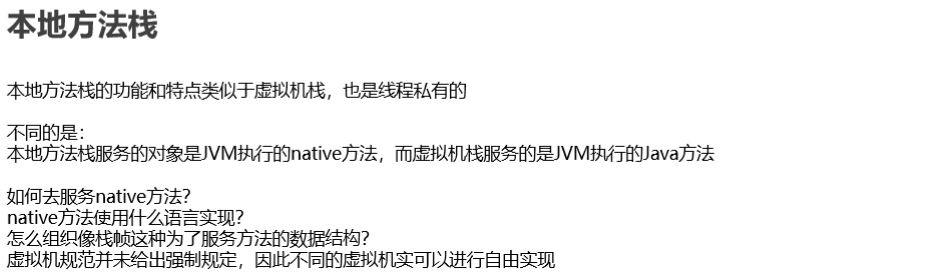 本地方法栈
本地方法栈的功能和特点类似于虚拟机栈，也是线程私有的
不同的是：
本地方法栈服务的对象是JVM执行的native方法，而虚拟机栈服务的是JVM执行的Java方法
如何去服务native方法？
native方法使用什么语言实现？
怎么组织像栈帧这种为了服务方法的数据结构？
虚拟机规范并未给出强制规定，因此不同的虚拟机实可以进行自由实现